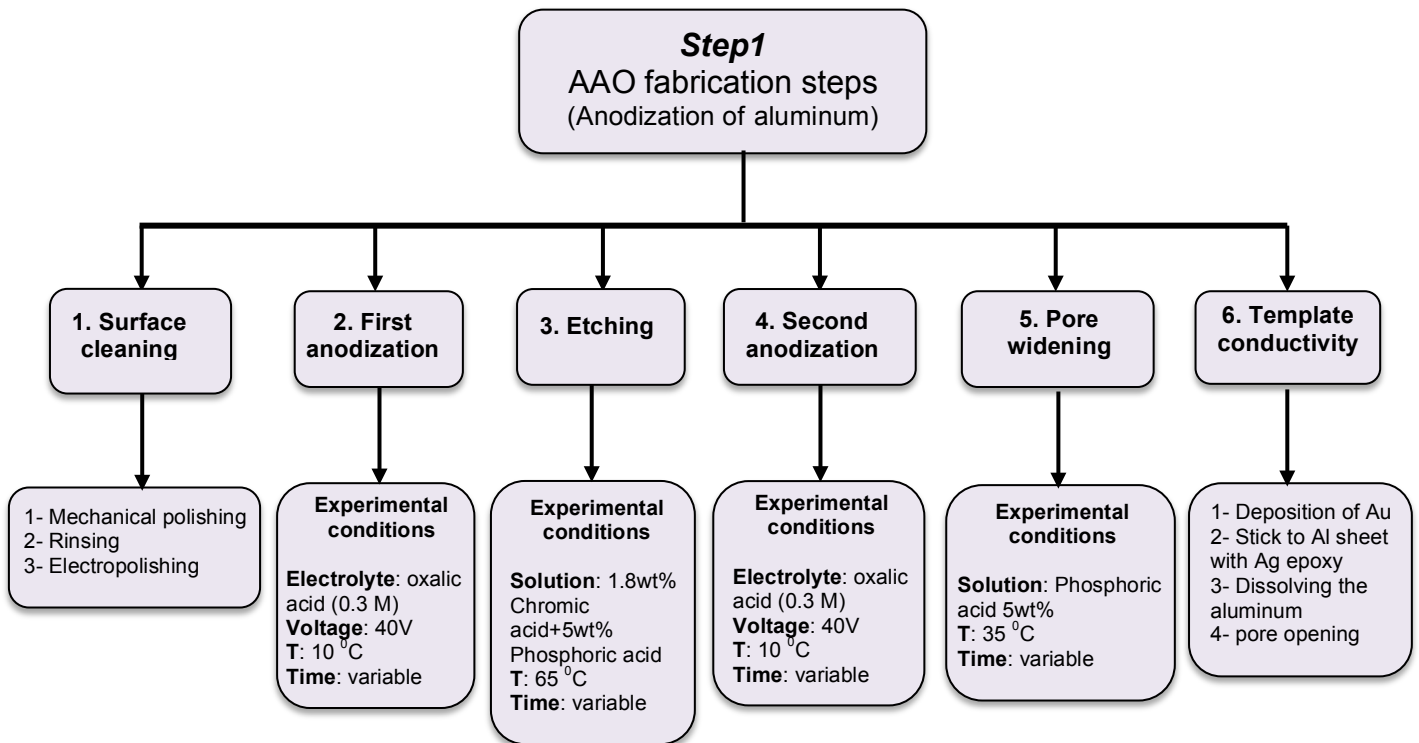 Step1
AAO fabrication steps
(Anodization of aluminum)
1. Surface
cleaning
2. First
anodization
3. Etching
4. Second
anodization
5. Pore
widening
6. Template
conductivity
1- Mechanical polishing
2- Rinsing
3- Electropolishing
Experimental
conditions
Electrolyte: oxalic
acid (0.3 M)
Voltage: 40V
T: 10 ⁰C
Time: variable
Experimental
conditions
Solution: 1.8wt%
Chromic
acid+5wt%
Phosphoric acid
T: 65 ⁰C
Time: variable
Experimental
conditions
Electrolyte: oxalic
acid (0.3 M)
Voltage: 40V
T: 10 ⁰C
Time: variable
Experimental
conditions
Solution: Phosphoric
acid 5wt%
T: 35 ⁰C
Time: variable
1- Deposition of Au
2- Stick to Al sheet
with Ag epoxy
3- Dissolving the
aluminum
4- pore opening